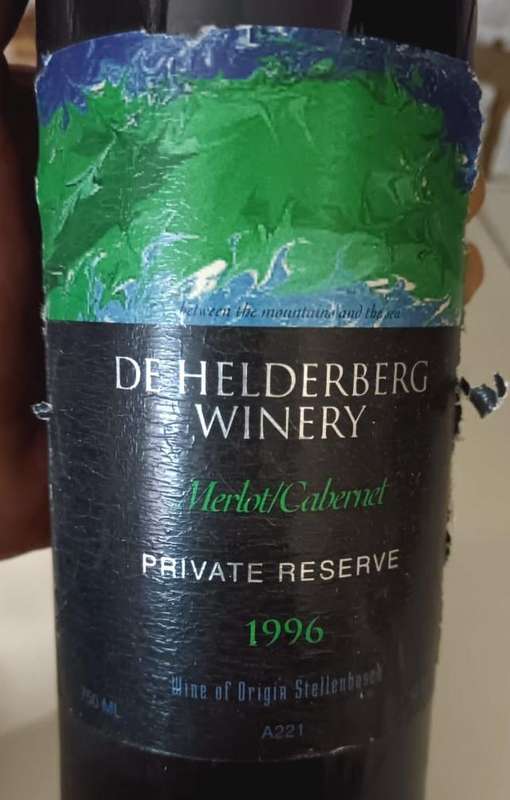 between the mountains and the sea
DE HELDERBERG
WINERY
Merlot/Cabernet
PRIVATE RESERVE
1996
Wine of Origin Stellenbosch
750 ML
A221